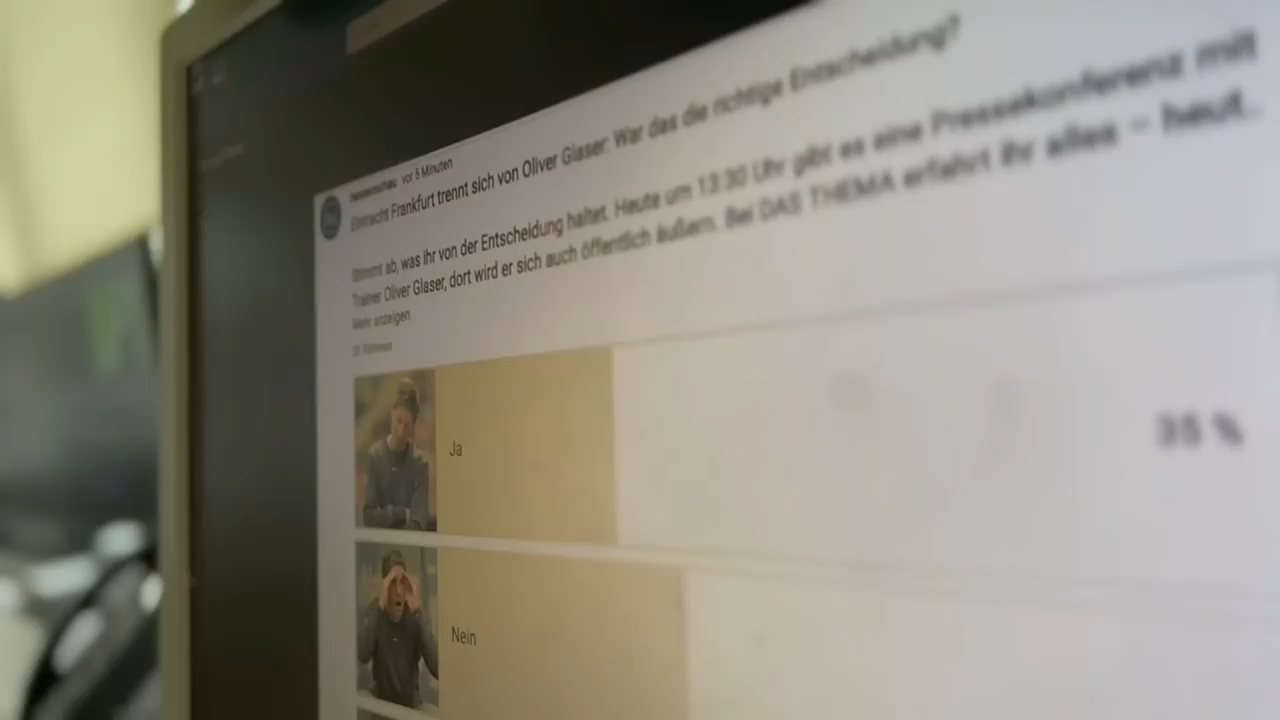 hessenschau vor 5 Minuten
Eintracht Frankfurt trennt sich von Oliver Glaser: War das die richtige Entscheidung?
Stimmt ab, was ihr von der Entscheidung haltet. Heute um 13:30 Uhr gibt es eine Pressekonferenz mit
Trainer Oliver Glaser, dort wird er sich auch öffentlich äußern. Bei DAS THEMA erfahrt ihr alles – heut..
Mehr anzeigen
Stimmen
Ja
35 %
Nein